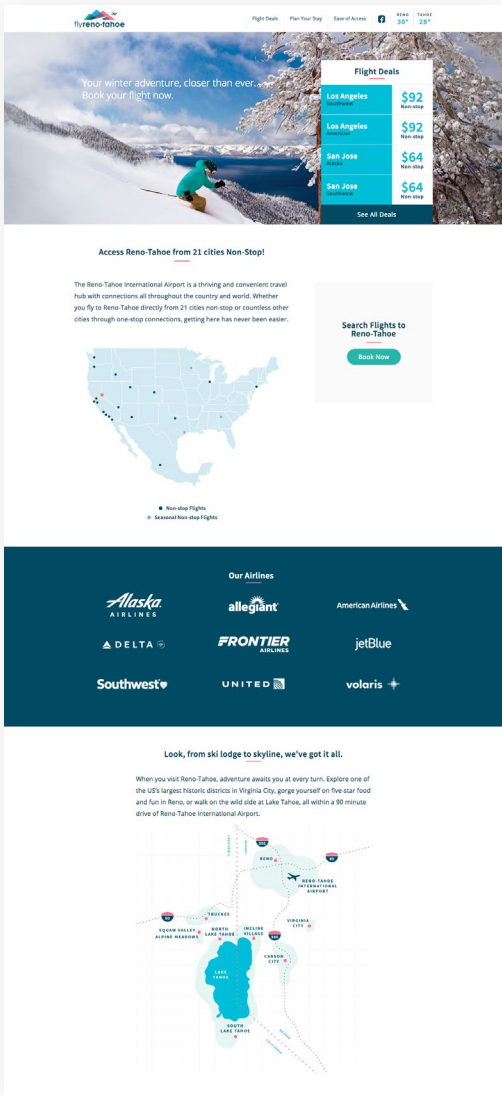 flyreno-tahoe
Flight Deals
Plan Your Stay
Ease of Access
RENO
30°
TAHOE
28°
Your winter adventure, closer than ever.
Book your flight now.
Flight Deals
Los Angeles
Southwest
$92
Non-stop
Los Angeles
American
$92
Non-stop
San Jose
Alaska
$64
Non-stop
San Jose
Southwest
$64
Non-stop
See All Deals
Access Reno-Tahoe from 21 cities Non-Stop!
The Reno-Tahoe International Airport is a thriving and convenient travel
hub with connections all throughout the country and world. Whether
you fly to Reno-Tahoe directly from 21 cities non-stop or countless other
cities through one-stop connections, getting here has never been easier.
Search Flights to
Reno-Tahoe
Book Now
Non-stop Flights
Seasonal Non-stop Flights
Our Airlines
Alaska
AIRLINES
allegiant
American Airlines
DELTA
FRONTIER
AIRLINES
jetBlue
Southwest
UNITED
volaris
Look, from ski lodge to skyline, we've got it all.
When you visit Reno-Tahoe, adventure awaits you at every turn. Explore one of
the US's largest historic districts in Virginia City, gorge yourself on five-star food
and fun in Reno, or walk on the wild side at Lake Tahoe, all within a 90 minute
drive of Reno-Tahoe International Airport.
CALIFORNIA
NEVADA
RENO
80
RENO-TAHOE
INTERNATIONAL
AIRPORT
80
TRUCKEE
SQUAW VALLEY
ALPINE MEADOWS
NORTH
LAKE TAHOE
INCLINE
VILLAGE
580
VIRGINIA
CITY
CARSON
CITY
LAKE
TAHOE
SOUTH
LAKE TAHOE
NEVADA
CALIFORNIA